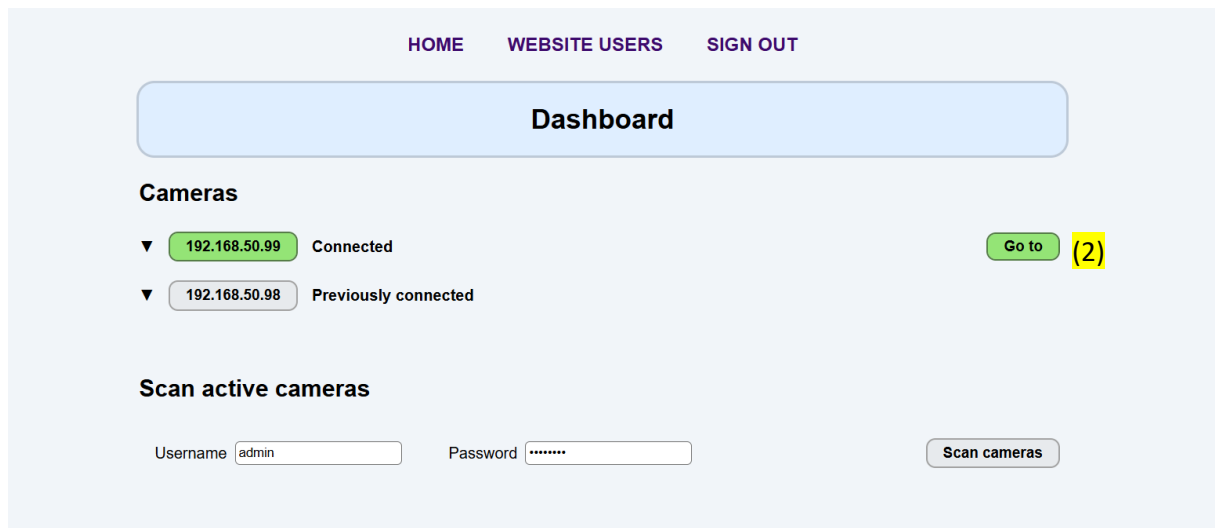 HOME WEBSITE USERS SIGN OUT
Dashboard
Cameras
▼ 192.168.50.99 Connected Go to (2)
▼ 192.168.50.98 Previously connected
Scan active cameras
Username admin Password •••••••• Scan cameras